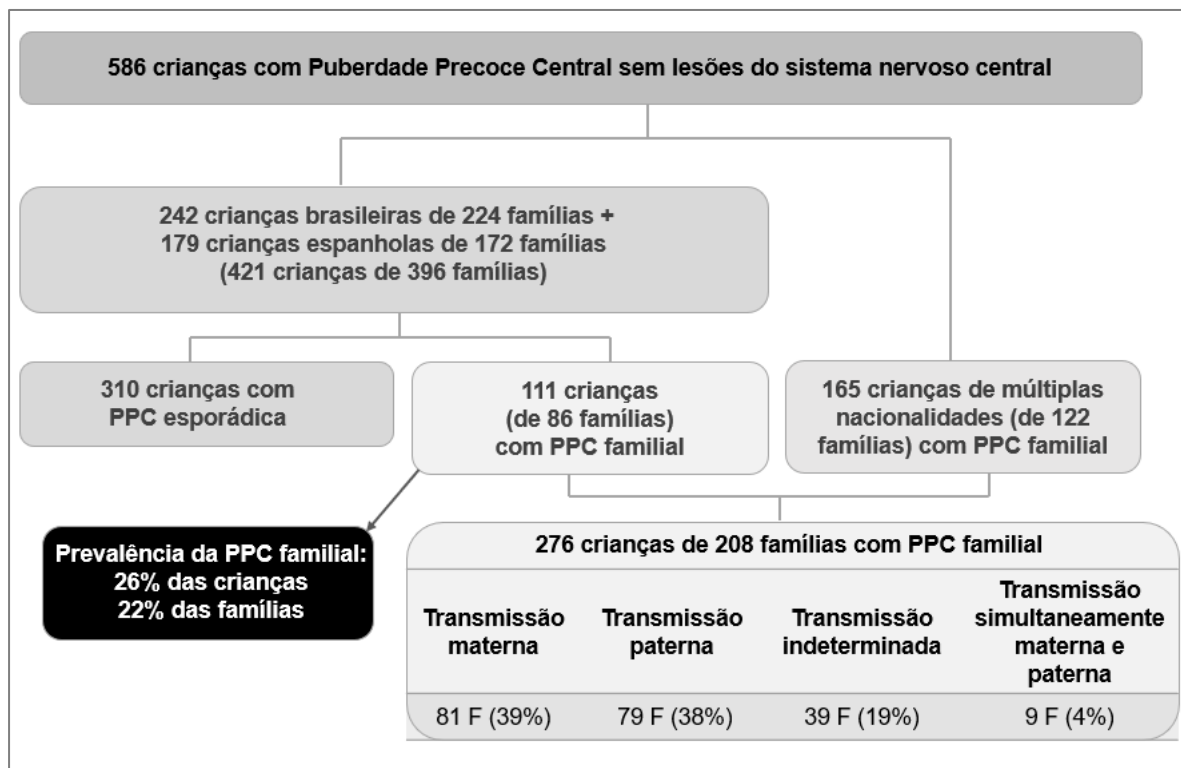 586 crianças com Puberdade Precoce Central sem lesões do sistema nervoso central
242 crianças brasileiras de 224 famílias +
179 crianças espanholas de 172 famílias
(421 crianças de 396 famílias)
310 crianças com
PPC esporádica
111 crianças
(de 86 famílias)
com PPC familial
165 crianças de múltiplas
nacionalidades (de 122
famílias) com PPC familial
Prevalência da PPC familial:
26% das crianças
22% das famílias
276 crianças de 208 famílias com PPC familial
Transmissão
materna
Transmissão
paterna
Transmissão
indeterminada
Transmissão
simultaneamente
materna e
paterna
81 F (39%)
79 F (38%)
39 F (19%)
9 F (4%)